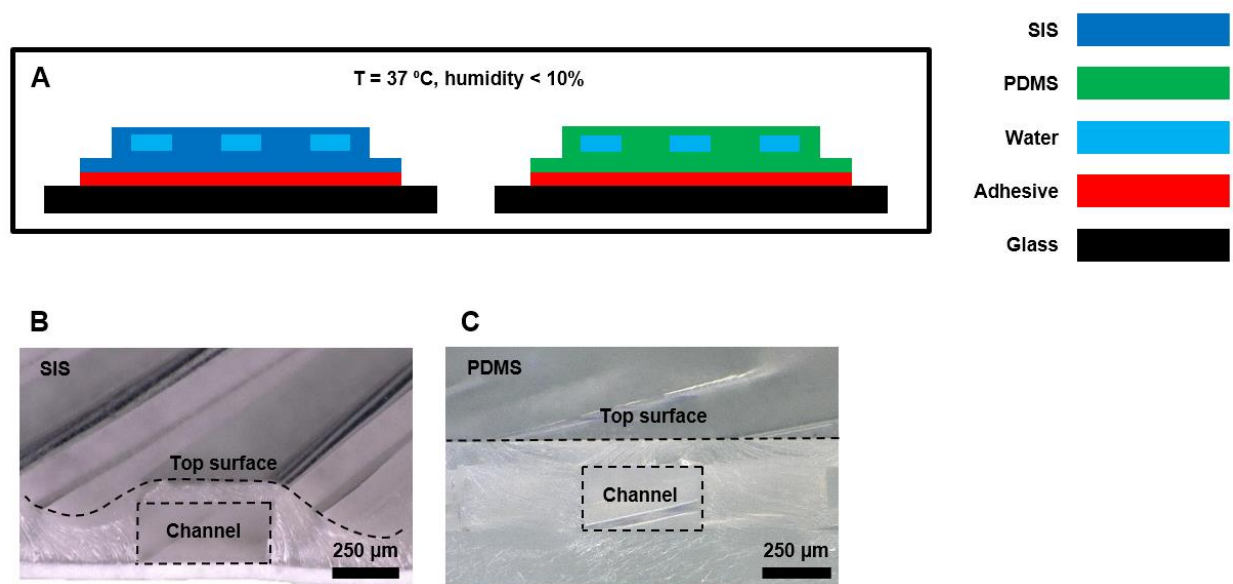 A
T = 37 ºC, humidity < 10%
SIS
PDMS
Water
Adhesive
Glass
B
SIS
Top surface
Channel
250 µm
C
PDMS
Top surface
Channel
250 µm